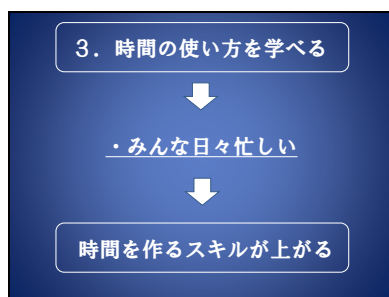 ３．時間の使い方を学べる
・みんな日々忙しい
時間を作るスキルが上がる